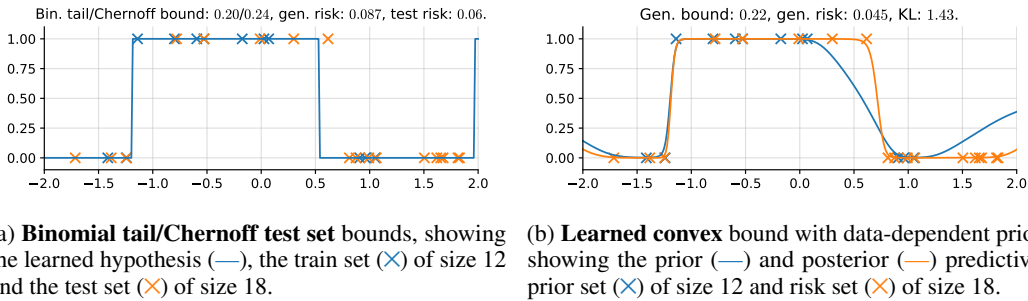 Bin. tail/Chernoff bound: 0.20/0.24, gen. risk: 0.087, test risk: 0.06.
1.00
0.75
0.50
0.25
0.00
−2.0 −1.5 −1.0 −0.5 0.0 0.5 1.0 1.5 2.0
Gen. bound: 0.22, gen. risk: 0.045, KL: 1.43.
1.00
0.75
0.50
0.25
0.00
−2.0 −1.5 −1.0 −0.5 0.0 0.5 1.0 1.5 2.0
a) Binomial tail/Chernoff test set bounds, showing
he learned hypothesis (—), the train set (×) of size 12
nd the test set (×) of size 18.
(b) Learned convex bound with data-dependent prio
showing the prior (—) and posterior (—) predictiv
prior set (×) of size 12 and risk set (×) of size 18.